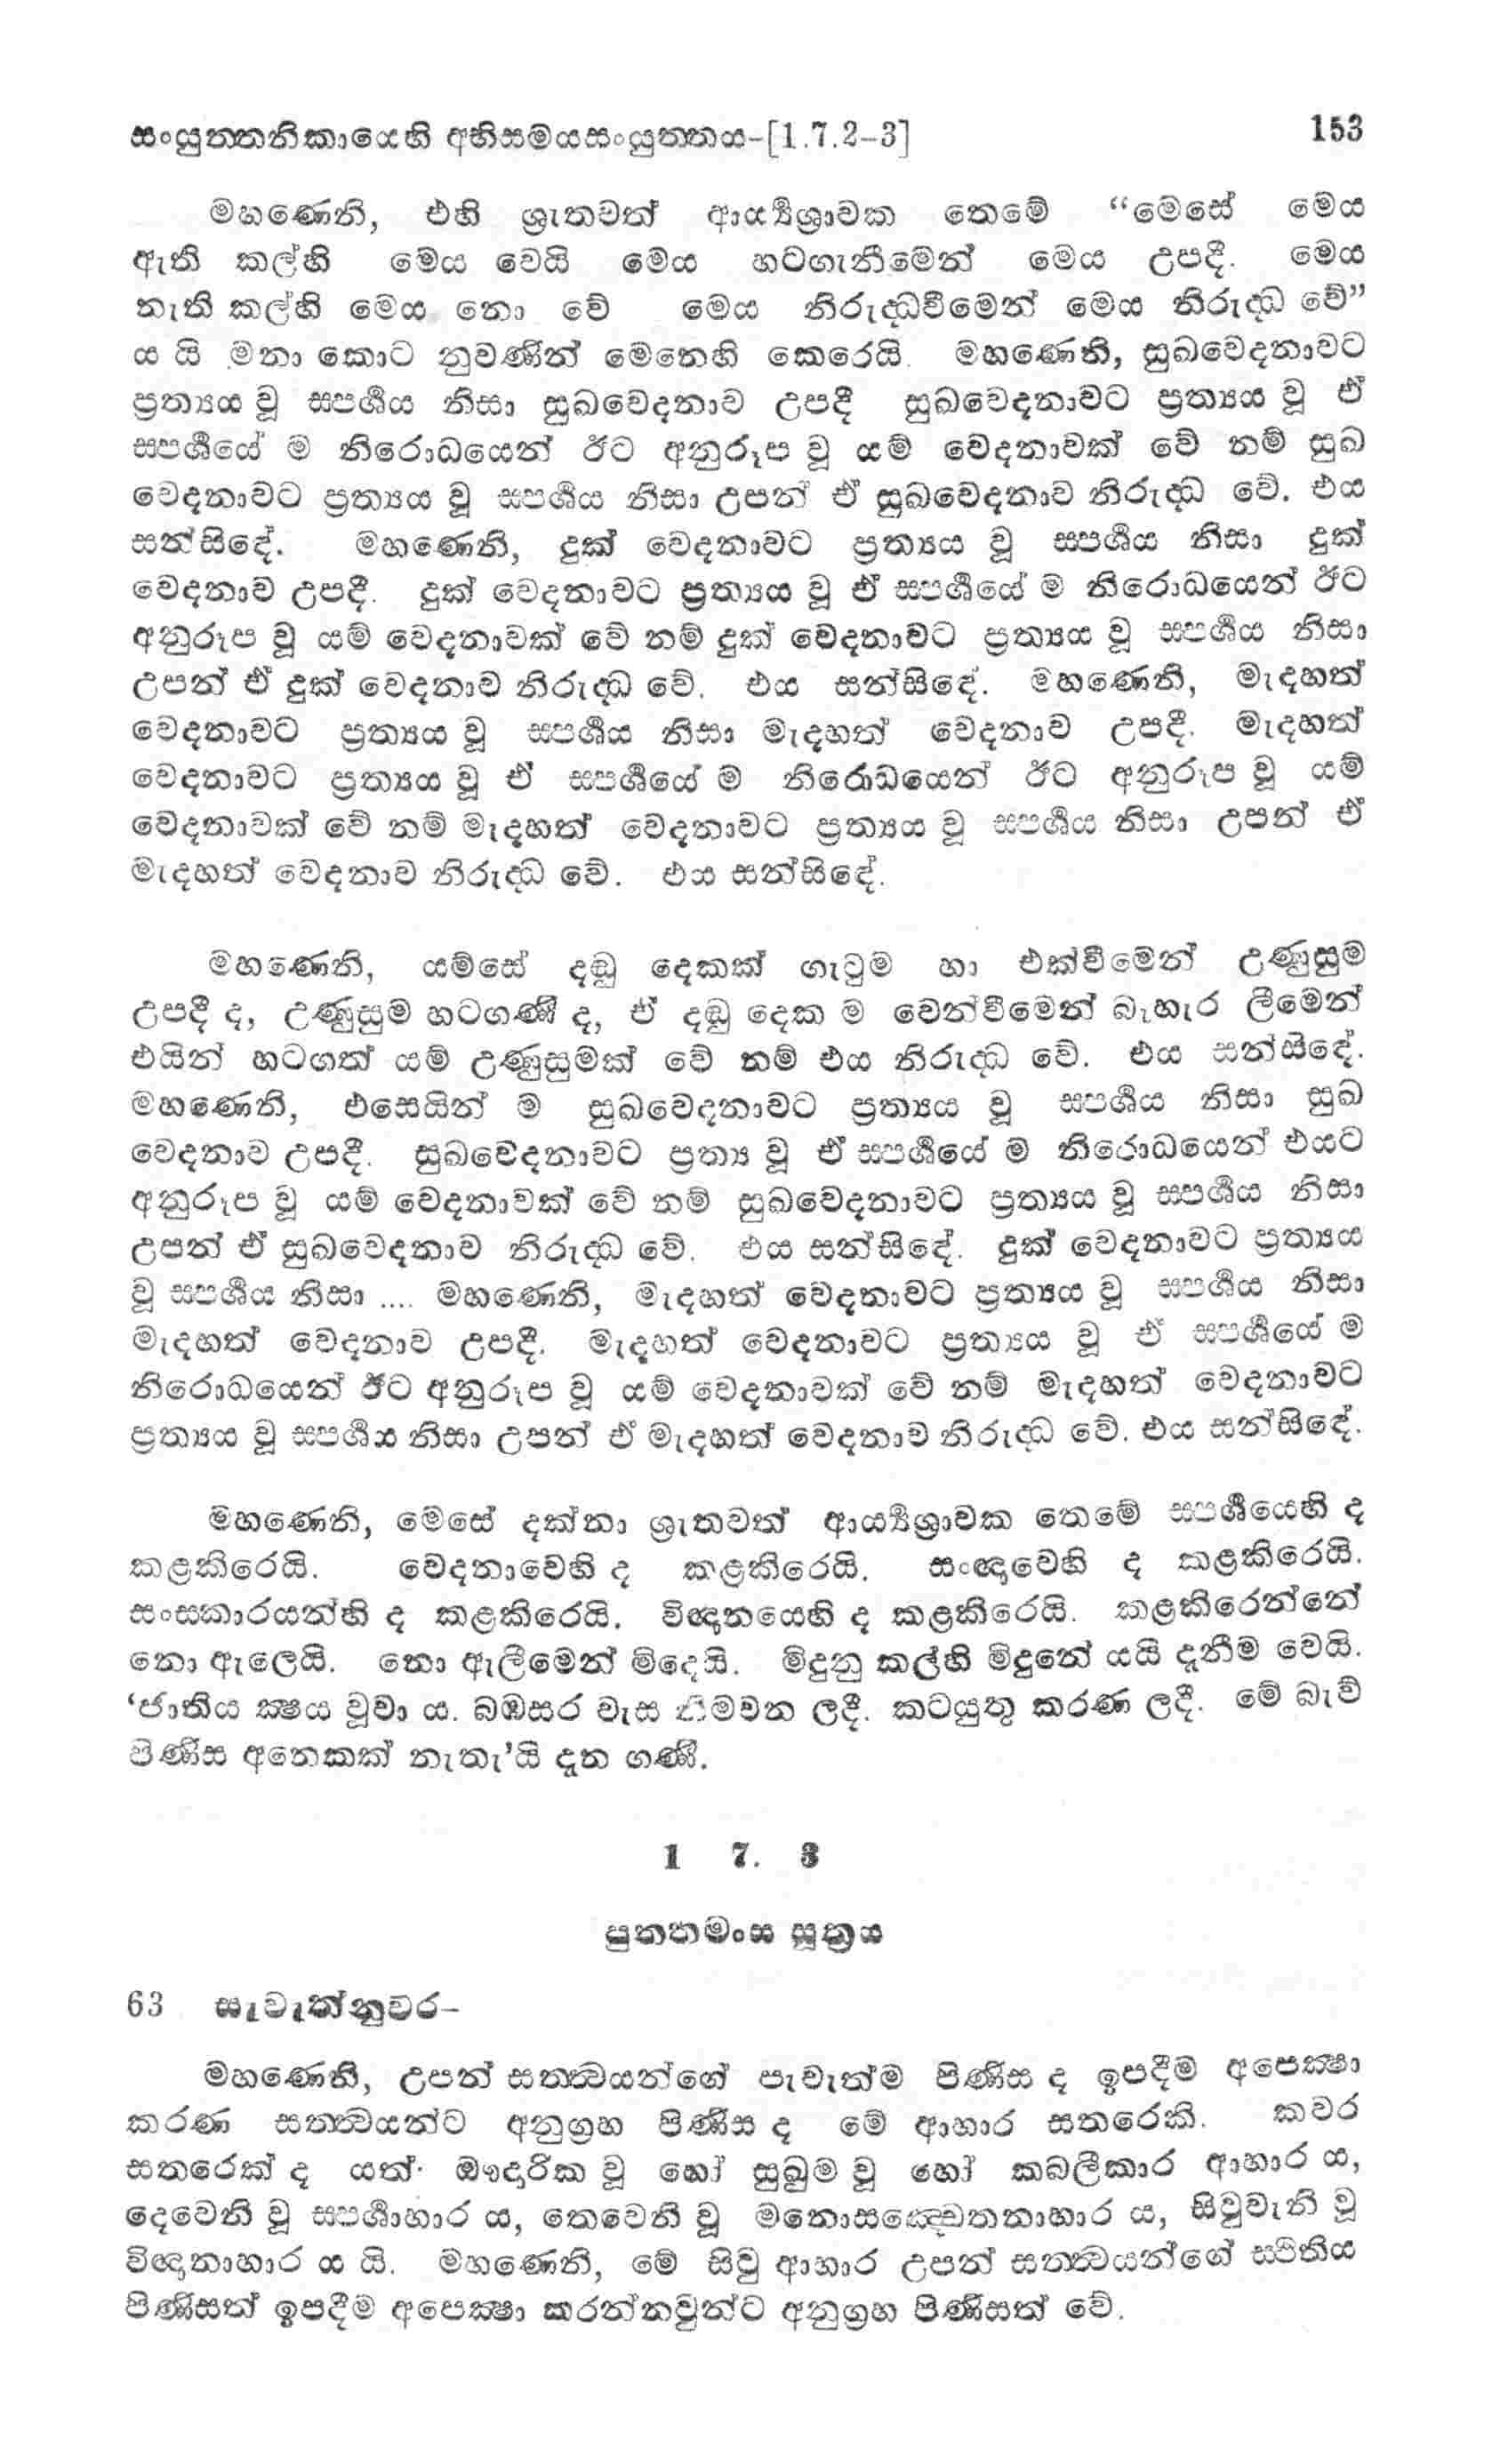 සංයුත්තනිකායෙහි අභිසමයසංයුත්තය-[1.7.2-3] 153
මහණෙනි, එහි ශ්‍රැතවත් ආර්‍ය්‍යශ්‍රාවක තෙමේ “මෙසේ මෙය
ඇති කල්හි මෙය වෙයි මෙය හටගැනීමෙන් මෙය උපදී. මෙය
නැති කල්හි මෙය නො වේ මෙය නිරුද්ධවීමෙන් මෙය නිරුද්ධ වේ”
ය යි මනා කොට නුවණින් මෙනෙහි කෙරෙයි. මහණෙනි, සුඛවෙදනාවට
ප්‍රත්‍යය වූ ස්පර්‍ශය නිසා සුඛවෙදනාව උපදී සුඛවෙදනාවට ප්‍රත්‍යය වූ ඒ
ස්පර්‍ශයේ ම නිරොධයෙන් ඊට අනුරූප වූ යම් වෙදනාවක් වේ නම් සුඛ
වෙදනාවට ප්‍රත්‍යය වූ ස්පර්‍ශය නිසා උපන් ඒ සුඛවෙදනාව නිරුද්ධ වේ. එය
සන්සිඳේ. මහණෙනි, දුක් වෙදනාවට ප්‍රත්‍යය වූ ස්පර්‍ශය නිසා දුක්
වෙදනාව උපදී. දුක් වෙදනාවට ප්‍රත්‍යය වූ ඒ ස්පර්‍ශයේ ම නිරොධයෙන් ඊට
අනුරූප වූ යම් වෙදනාවක් වේ නම් දුක් වෙදනාවට ප්‍රත්‍යය වූ ස්පර්‍ශය නිසා
උපන් ඒ දුක් වෙදනාව නිරුද්ධ වේ. එය සන්සිඳේ. මහණෙනි, මැදහත්
වෙදනාවට ප්‍රත්‍යය වූ ස්පර්‍ශය නිසා මැදහත් වෙදනාව උපදී. මැදහත්
වෙදනාවට ප්‍රත්‍යය වූ ඒ ස්පර්‍ශයේ ම නිරොධයෙන් ඊට අනුරූප වූ යම්
වෙදනාවක් වේ නම් මැදහත් වෙදනාවට ප්‍රත්‍යය වූ ස්පර්‍ශය නිසා උපන් ඒ
මැදහත් වෙදනාව නිරුද්ධ වේ. එය සන්සිඳේ.
මහණෙනි, යම්සේ දඬු දෙකක් ගැටුම හා එක්වීමෙන් උණුසුම
උපදී ද, උණුසුම හටගණී ද, ඒ දඬු දෙක ම වෙන්වීමෙන් බැහැර ලීමෙන්
එයින් හටගත් යම් උණුසුමක් වේ නම් එය නිරුද්ධ වේ. එය සන්සිඳේ.
මහණෙනි, එසෙයින් ම සුඛවෙදනාවට ප්‍රත්‍යය වූ ස්පර්‍ශය නිසා සුඛ
වෙදනාව උපදී. සුඛවෙදනාවට ප්‍රත්‍ය වූ ඒ ස්පර්‍ශයේ ම නිරොධයෙන් එයට
අනුරූප වූ යම් වෙදනාවක් වේ නම් සුඛවෙදනාවට ප්‍රත්‍යය වූ ස්පර්‍ශය නිසා
උපන් ඒ සුඛවෙදනාව නිරුද්ධ වේ. එය සන්සිඳේ. දුක් වෙදනාවට ප්‍රත්‍යය
වූ ස්පර්‍ශය නිසා .... මහණෙනි, මැදහත් වෙදනාවට ප්‍රත්‍යය වූ ස්පර්‍ශය නිසා
මැදහත් වෙදනාව උපදී. මැදහත් වෙදනාවට ප්‍රත්‍යය වූ ඒ ස්පර්‍ශයේ ම
නිරොධයෙන් ඊට අනුරූප වූ යම් වෙදනාවක් වේ නම් මැදහත් වෙදනාවට
ප්‍රත්‍යය වූ ස්පර්‍ශය නිසා උපන් ඒ මැදහත් වෙදනාව නිරුද්ධ වේ. එය සන්සිඳේ.
මහණෙනි, මෙසේ දක්නා ශ්‍රැතවත් ආර්‍ය්‍යශ්‍රාවක තෙමේ ස්පර්‍ශයෙහි ද
කළකිරෙයි. වෙදනාවෙහි ද කළකිරෙයි. සංඥාවෙහි ද කළකිරෙයි.
සංස්කාරයන්හි ද කළකිරෙයි. විඥානයෙහි ද කළකිරෙයි. කළකිරෙන්නේ
නො ඇලෙයි. නො ඇලීමෙන් මිදෙයි. මිදුනු කල්හි මිදුනේ යයි දැනීම වෙයි.
‘ජාතිය ක්‍ෂය වූවා ය. බඹසර වැස නිමවන ලදී. කටයුතු කරණ ලදී. මේ බැව්
පිණිස අනෙකක් නැතැ’යි දැන ගණී.
1 7. 3
පුත්තමංස සූත්‍රය
63 සැවැත්නුවර-
මහණෙනි, උපන් සත්ත්‍වයන්ගේ පැවැත්ම පිණිස ද ඉපදීම අපෙක්‍ෂා
කරණ සත්ත්‍වයන්ට අනුග්‍රහ පිණිස ද මේ ආහාර සතරෙකි. කවර
සතරෙක් ද යත්: ඖදාරික වූ හෝ සුඛුම වූ හෝ කබලීකාර ආහාර ය,
දෙවෙනි වූ ස්පර්‍ශාහාර ය, තෙවෙනි වූ මනොසඤ්චෙතනාහාර ය, සිවුවැනි වූ
විඥානාහාර ය යි. මහණෙනි, මේ සිවු ආහාර උපන් සත්ත්‍වයන්ගේ ස්ථිතිය
පිණිසත් ඉපදීම අපෙක්‍ෂා කරන්නවුන්ට අනුග්‍රහ පිණිසත් වේ.